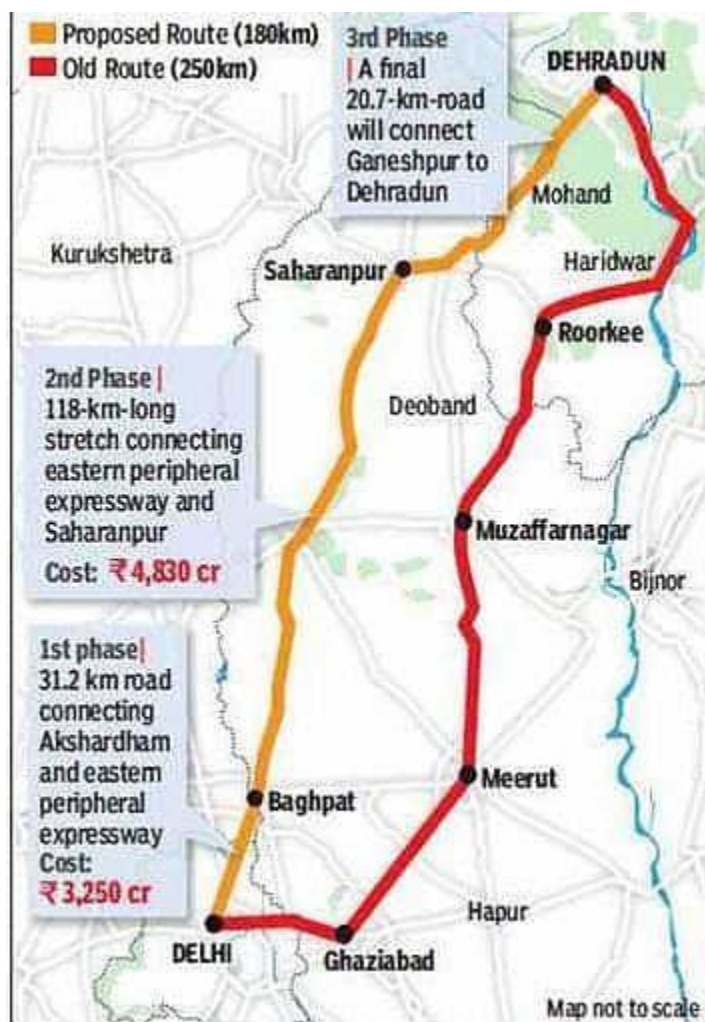 Proposed Route (180km)
Old Route (250km)
3rd Phase
| A final
20.7-km-road
will connect
Ganeshpur to
Dehradun
DEHRADUN
Mohand
Kurukshetra
Saharanpur
Haridwar
Roorkee
2nd Phase |
118-km-long
stretch connecting
eastern peripheral
expressway and
Saharanpur
Cost: ₹4,830 cr
Deoband
Muzaffarnagar
Bijnor
1st phase|
31.2 km road
connecting
Akshardham
and eastern
peripheral
expressway
Cost:
₹3,250 cr
Baghpat
Meerut
Hapur
DELHI
Ghaziabad
Map not to scale